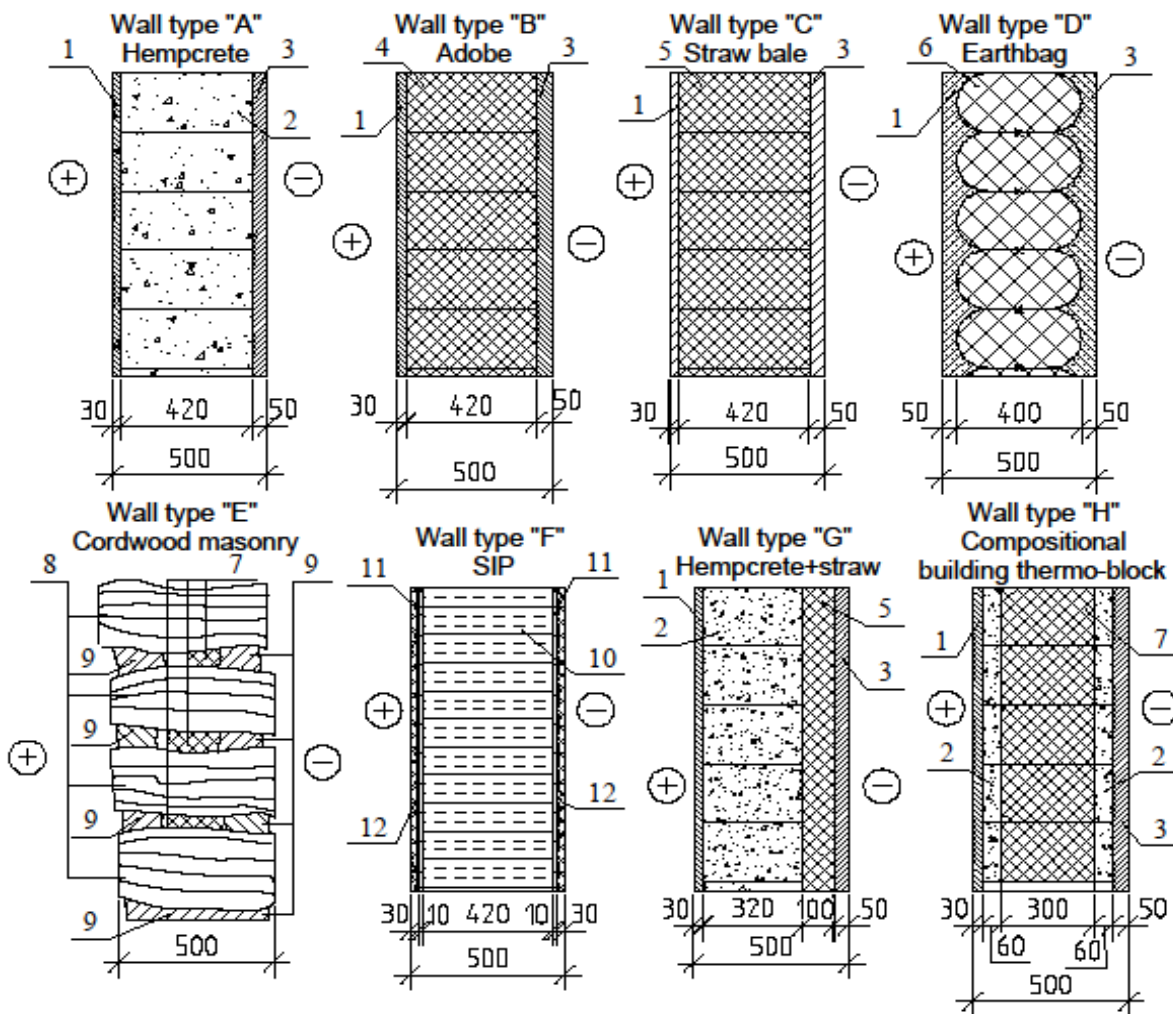 Wall type "A"
Hempcrete
1
3
2
+
−
30 420 50
500
Wall type "B"
Adobe
4
3
1
+
−
30 420 50
500
Wall type "C"
Straw bale
5
3
1
+
−
30 420 50
500
Wall type "D"
Earthbag
6
3
1
+
−
50 400 50
500
Wall type "E"
Cordwood masonry
8 7 9
9
9
9
9
+
−
500
Wall type "F"
SIP
11 11
10
12
12
+
−
30 10 420 10 30
500
Wall type "G"
Hempcrete+straw
1
5
2
3
+
−
30 320 100 50
500
Wall type "H"
Compositional
building thermo-block
1
7
+
−
2 2
3
30 300 50
60 60
500